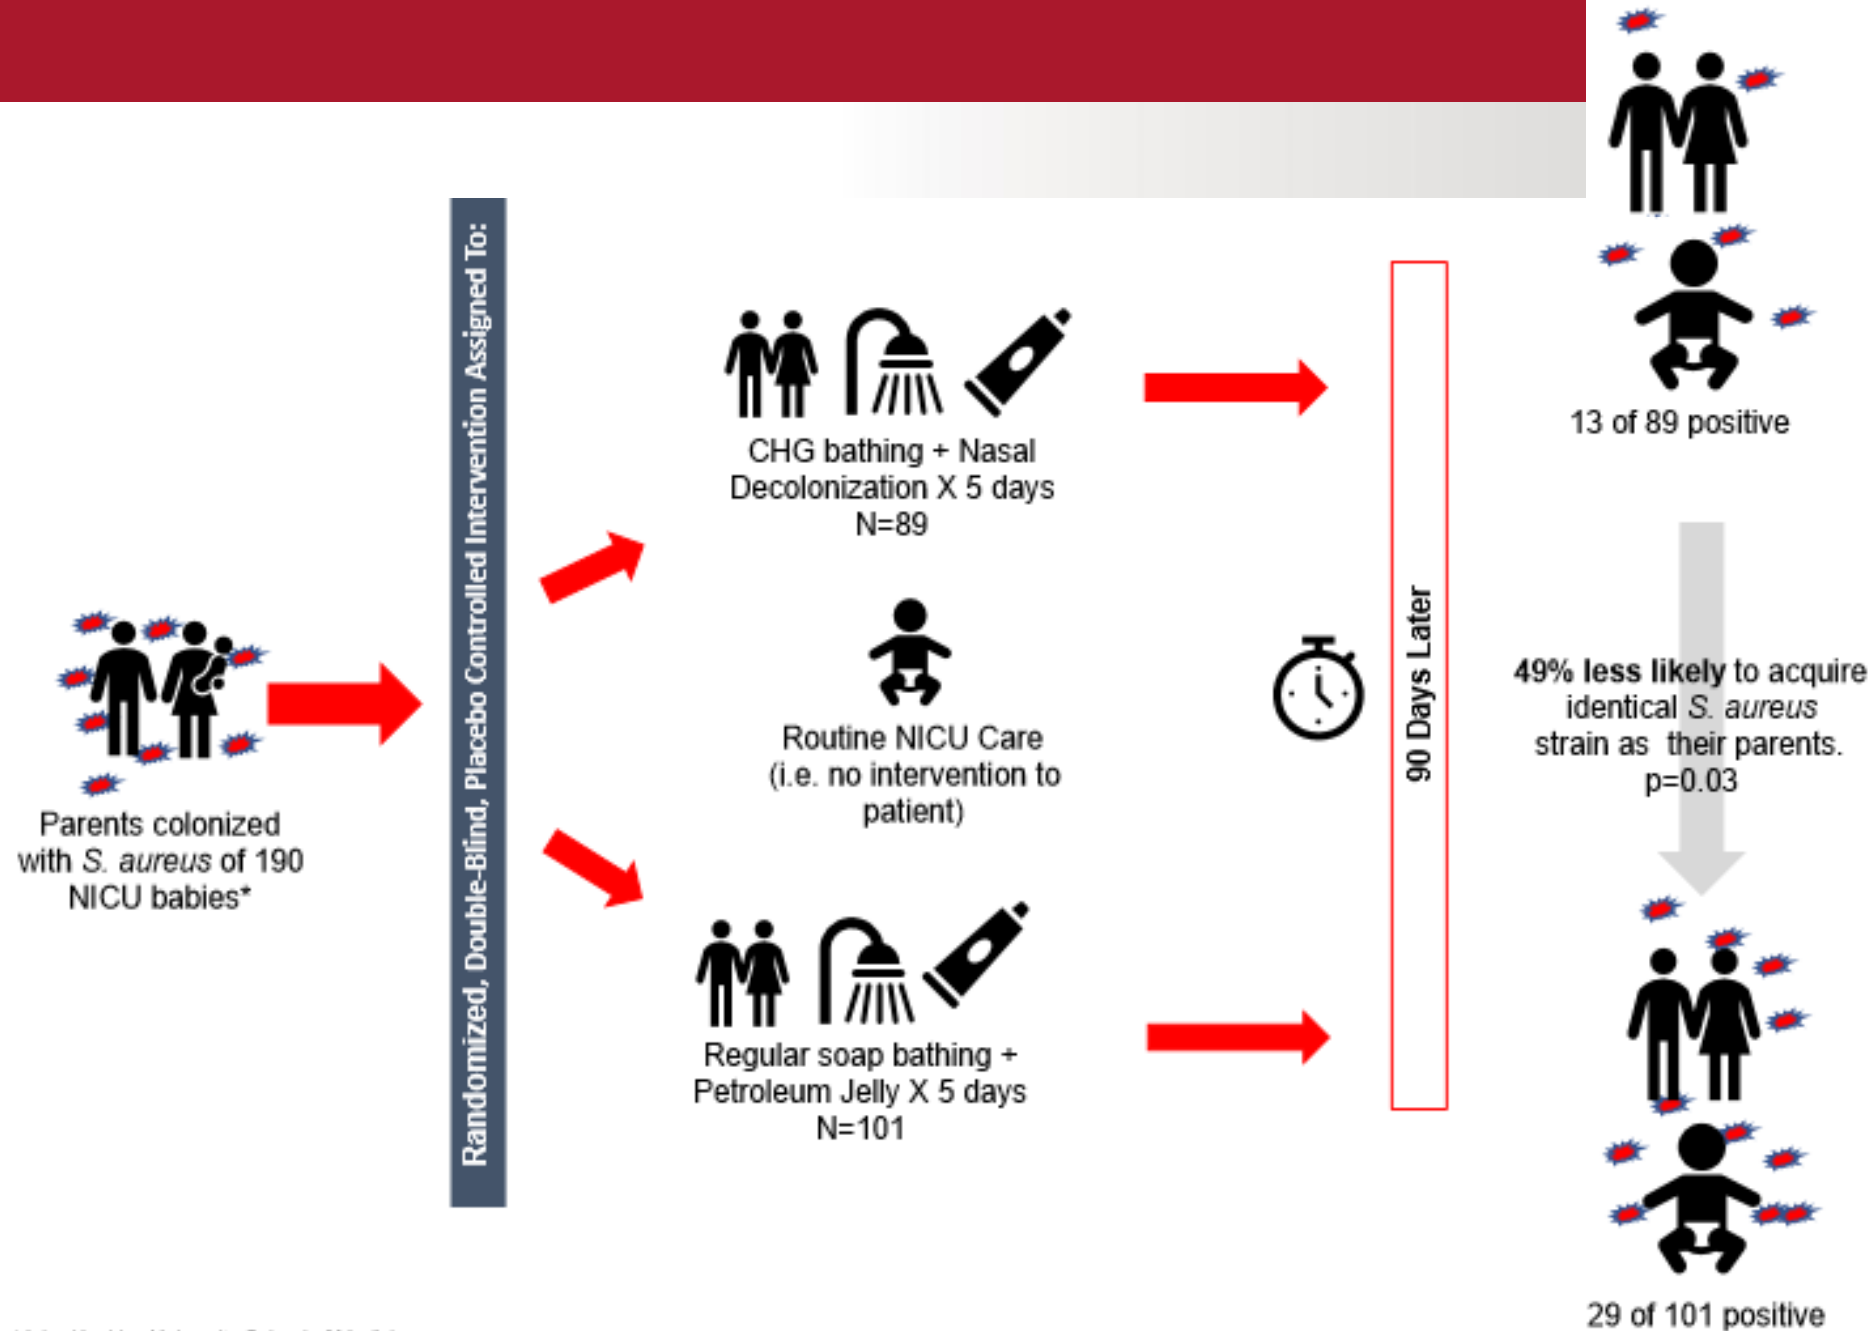 Parents colonized
with S. aureus of 190
NICU babies*
Randomized, Double-Blind, Placebo Controlled Intervention Assigned To:
CHG bathing + Nasal
Decolonization X 5 days
N=89
Routine NICU Care
(i.e. no intervention to
patient)
Regular soap bathing +
Petroleum Jelly X 5 days
N=101
90 Days Later
13 of 89 positive
49% less likely to acquire
identical S. aureus
strain as their parents.
p=0.03
29 of 101 positive